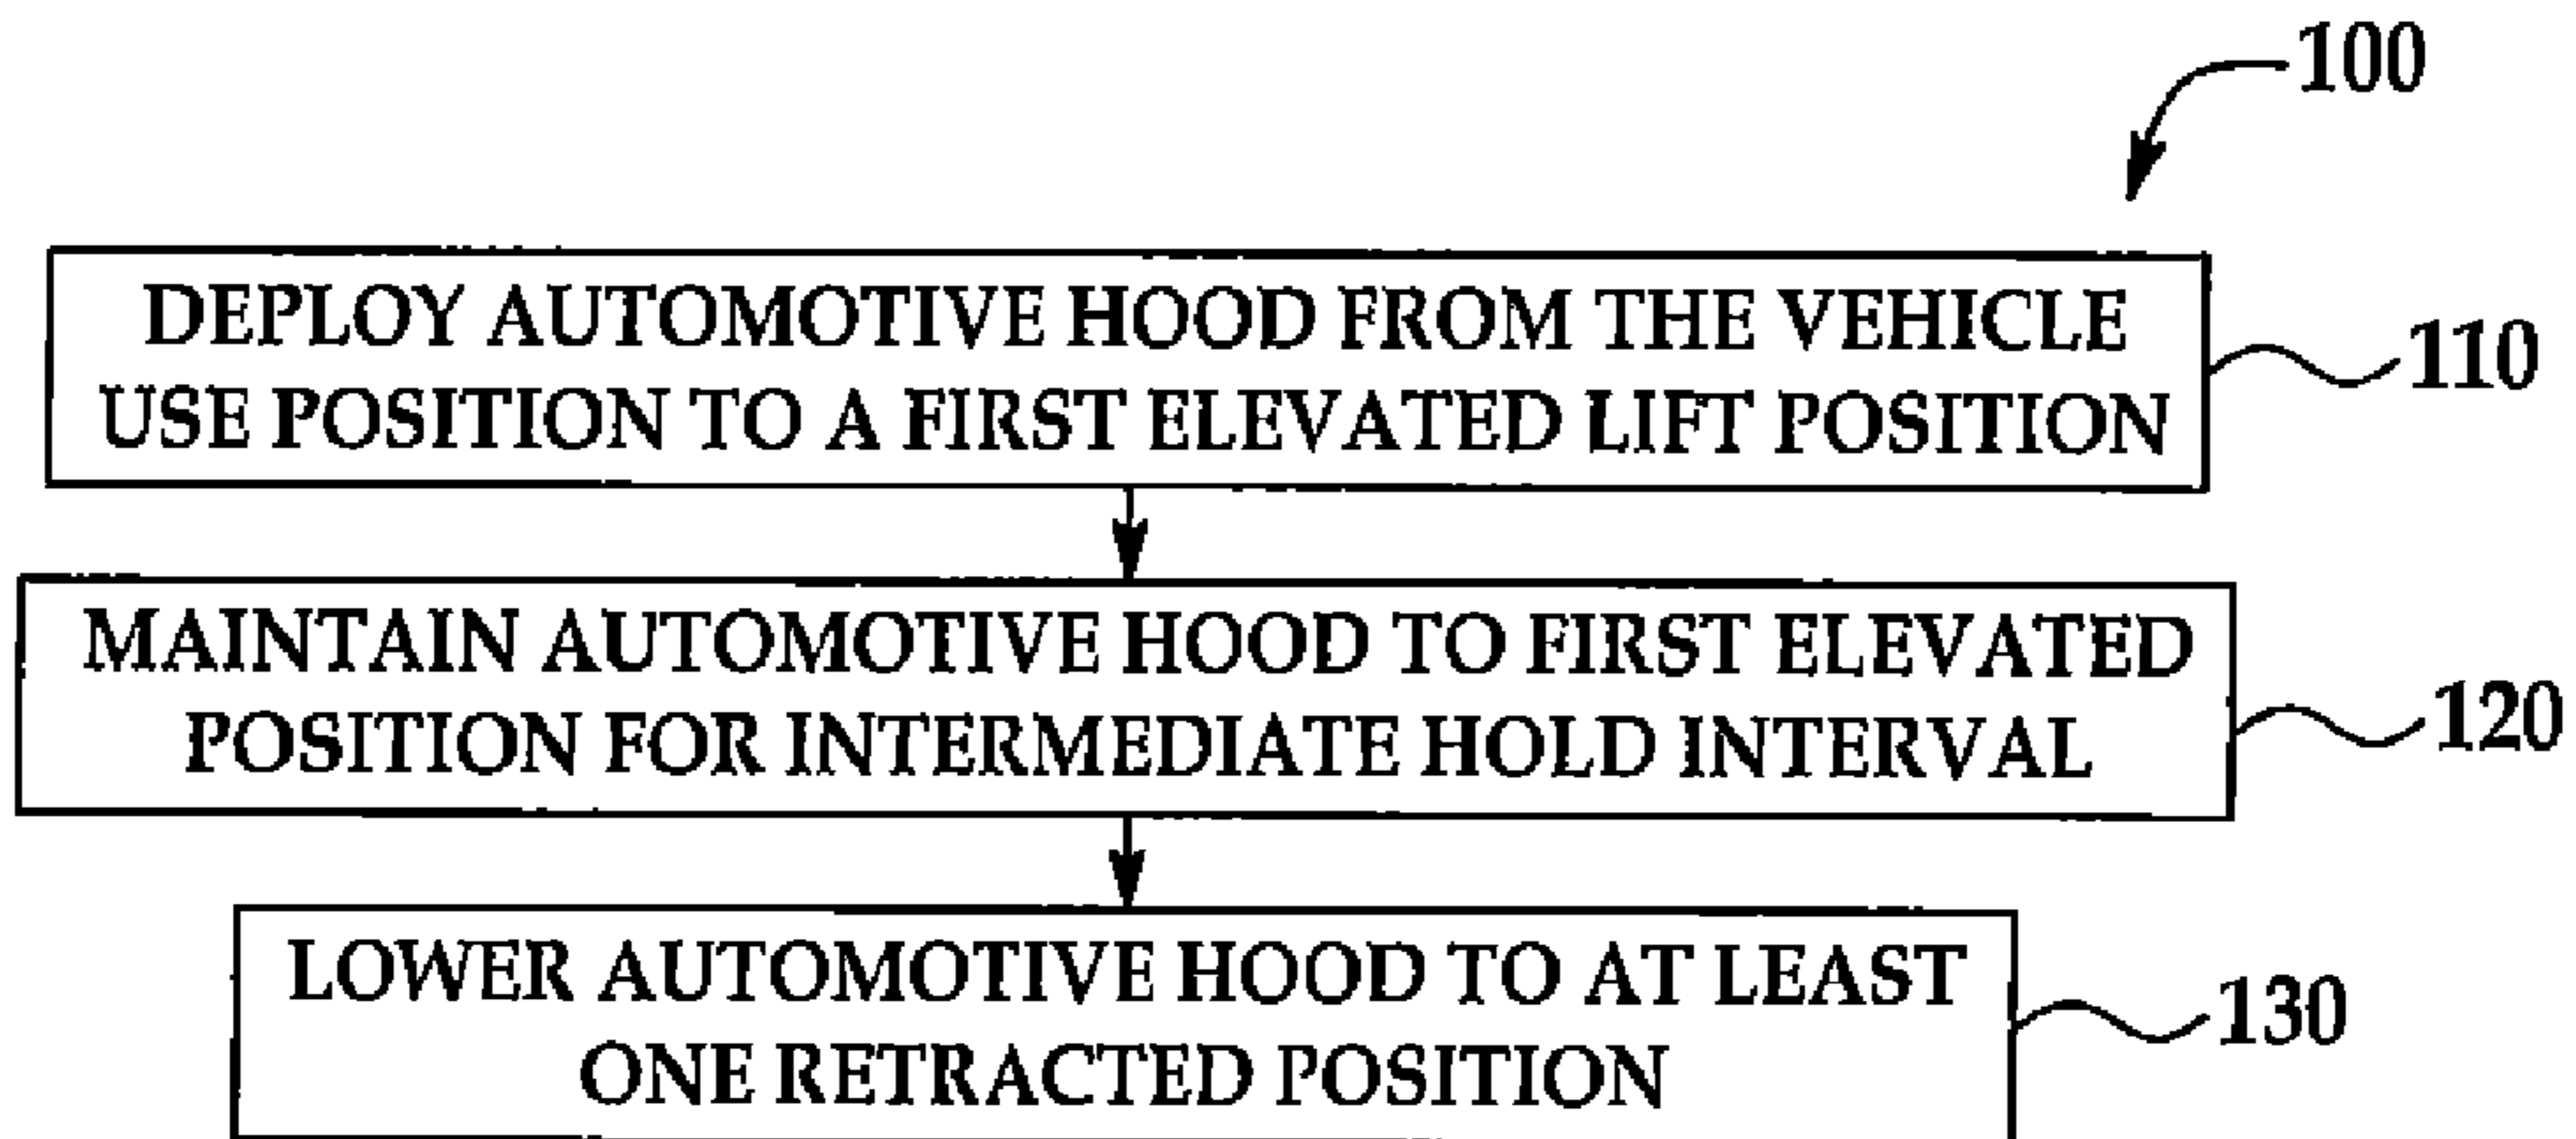 100
DEPLOY AUTOMOTIVE HOOD FROM THE VEHICLE
USE POSITION TO A FIRST ELEVATED LIFT POSITION
110
MAINTAIN AUTOMOTIVE HOOD TO FIRST ELEVATED
POSITION FOR INTERMEDIATE HOLD INTERVAL
120
LOWER AUTOMOTIVE HOOD TO AT LEAST
ONE RETRACTED POSITION
130